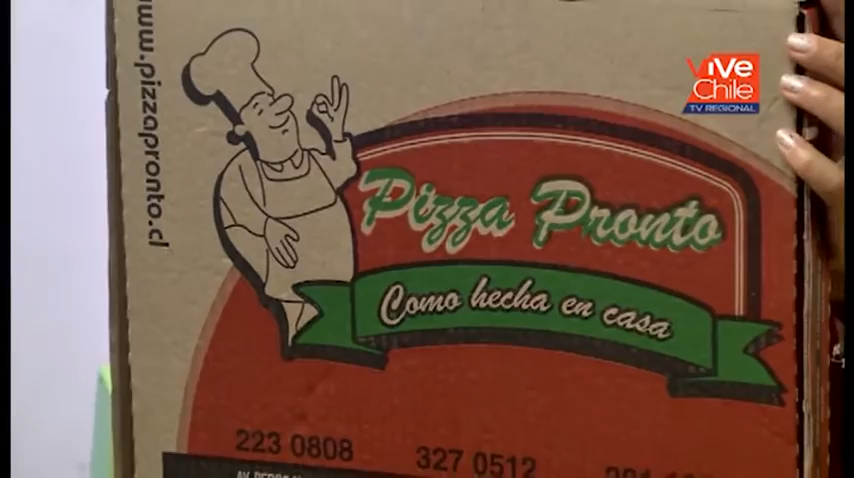 www.pizzapronto.cl
ViVe
Chile
TV REGIONAL
Pizza Pronto
Como hecha en casa
223 0808
327 0512